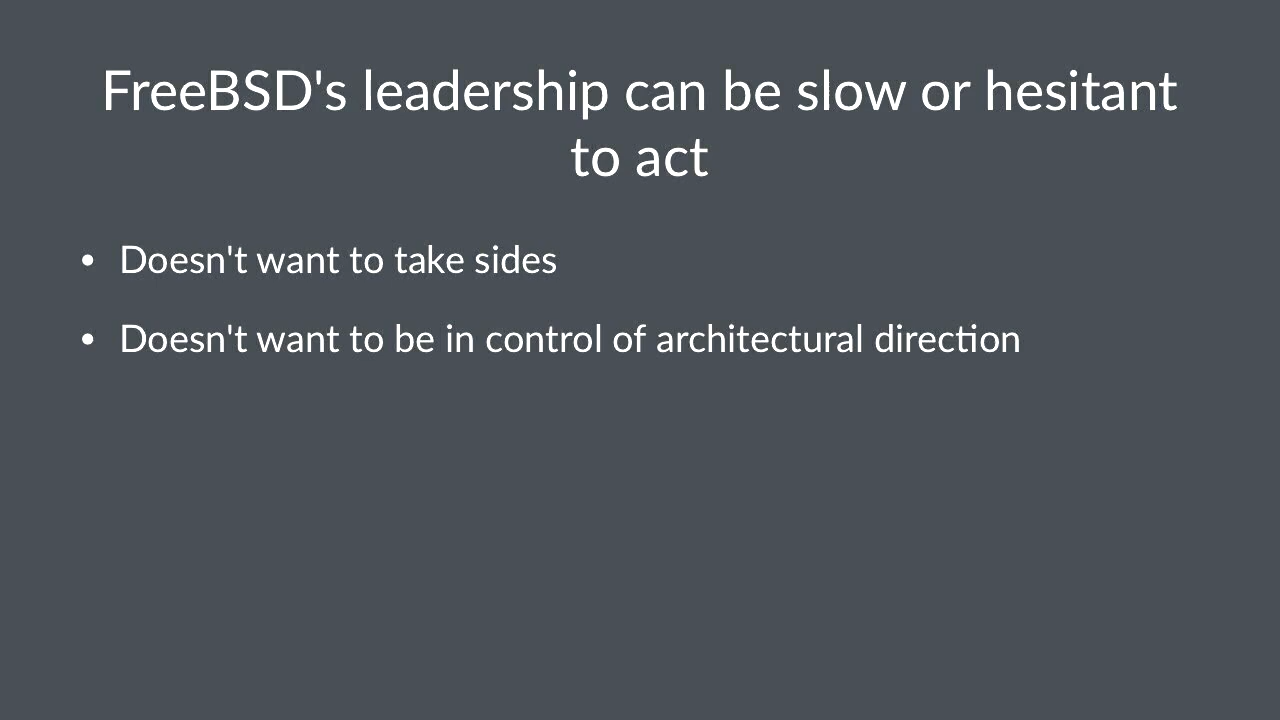 FreeBSD's leadership can be slow or hesitant
to act
• Doesn't want to take sides
• Doesn't want to be in control of architectural direction